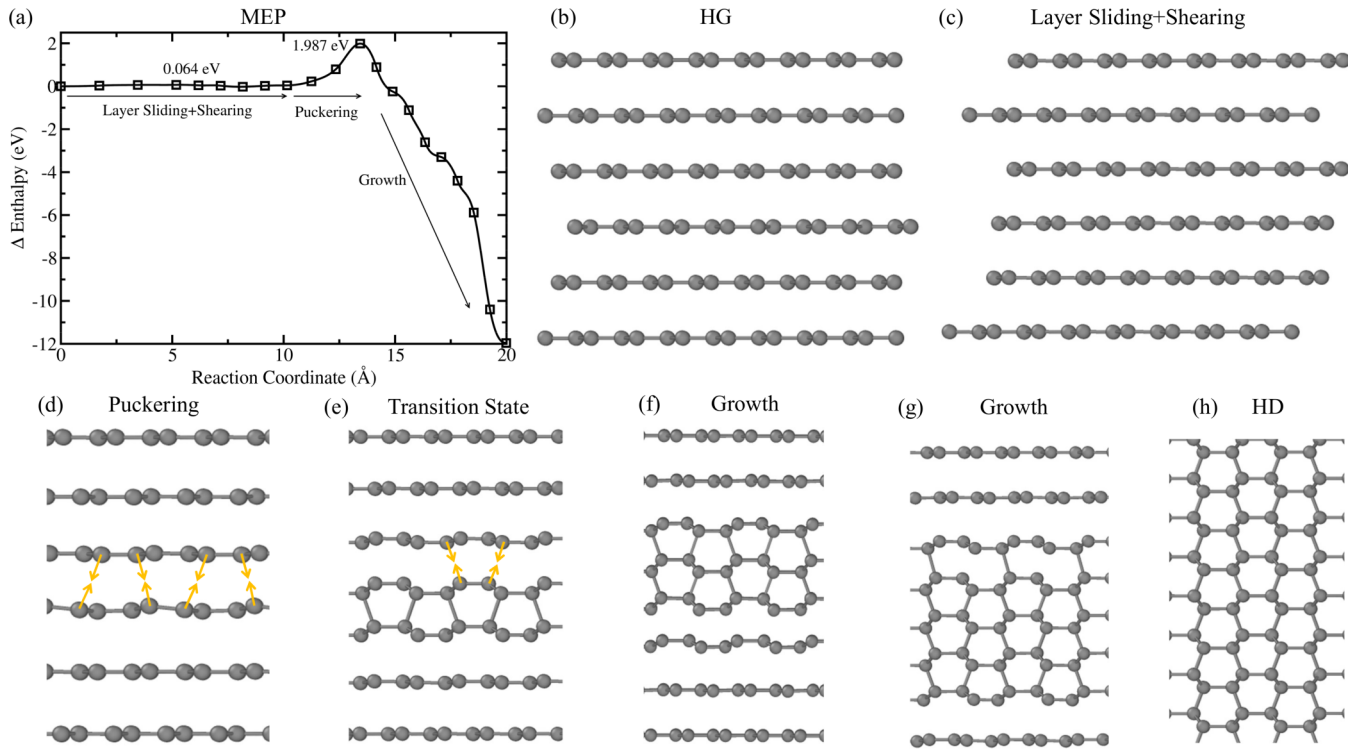 (a) MEP
2
0
-2
-4
-6
-8
-10
-12
Δ Enthalpy (eV)
1.987 eV
0.064 eV
Layer Sliding+Shearing
Puckering
Growth
0 5 10 15 20
Reaction Coordinate (Å)
(b) HG
(c) Layer Sliding+Shearing
(d) Puckering
(e) Transition State
(f) Growth
(g) Growth
(h) HD